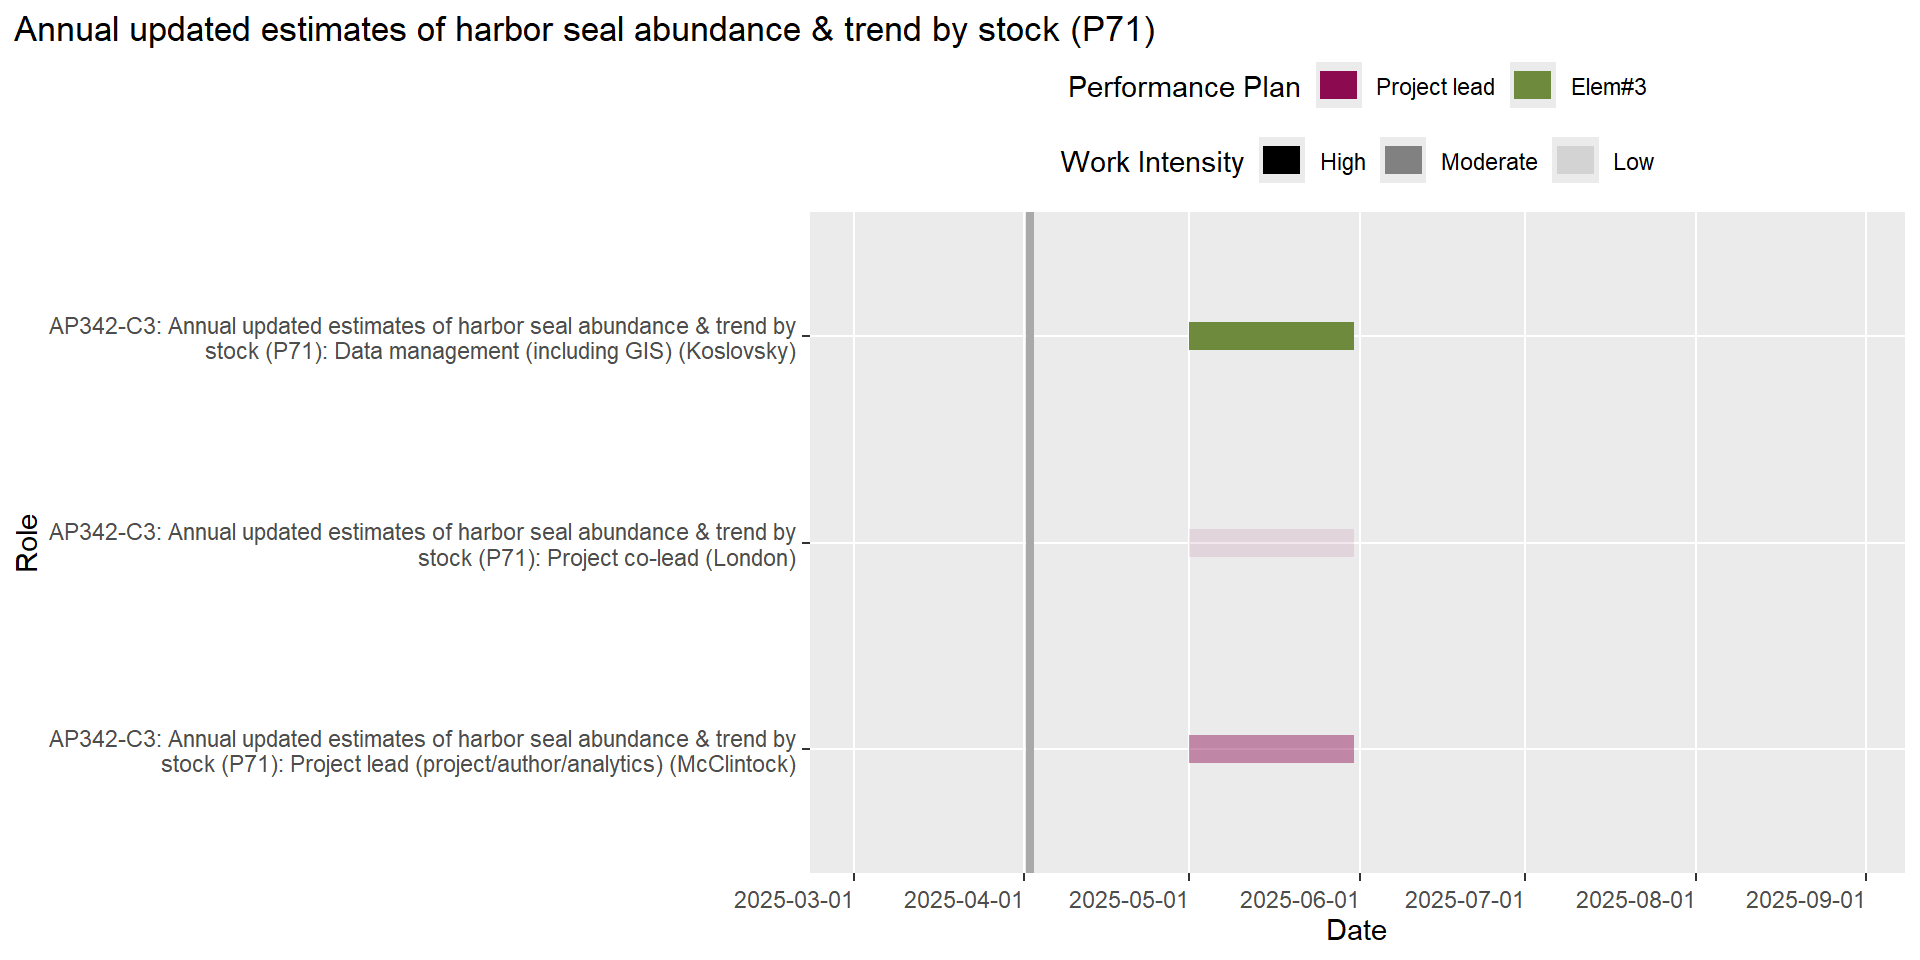 Annual updated estimates of harbor seal abundance & trend by stock (P71)
Performance Plan Project lead Elem#3
Work Intensity High Moderate Low
AP342-C3: Annual updated estimates of harbor seal abundance & trend by
stock (P71): Data management (including GIS) (Koslovsky)
Role
AP342-C3: Annual updated estimates of harbor seal abundance & trend by
stock (P71): Project co-lead (London)
AP342-C3: Annual updated estimates of harbor seal abundance & trend by
stock (P71): Project lead (project/author/analytics) (McClintock)
2025-03-01 2025-04-01 2025-05-01 2025-06-01 2025-07-01 2025-08-01 2025-09-01
Date